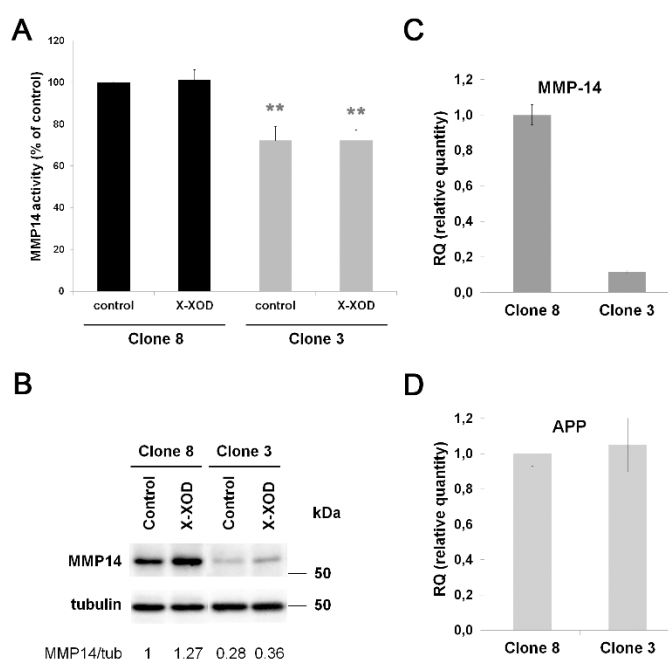 A
MMP14 activity (% of control)
120
100
80
60
40
20
0
** **
control X-XOD control X-XOD
Clone 8 Clone 3
B
Clone 8 Clone 3
Control X-XOD Control X-XOD
kDa
MMP14
50
tubulin
50
MMP14/tub 1 1.27 0.28 0.36
C
RQ (relative quantity)
MMP-14
1,2
1,0
0,8
0,6
0,4
0,2
0,0
Clone 8 Clone 3
D
RQ (relative quantity)
APP
1,2
1,0
0,8
0,6
0,4
0,2
0,0
Clone 8 Clone 3